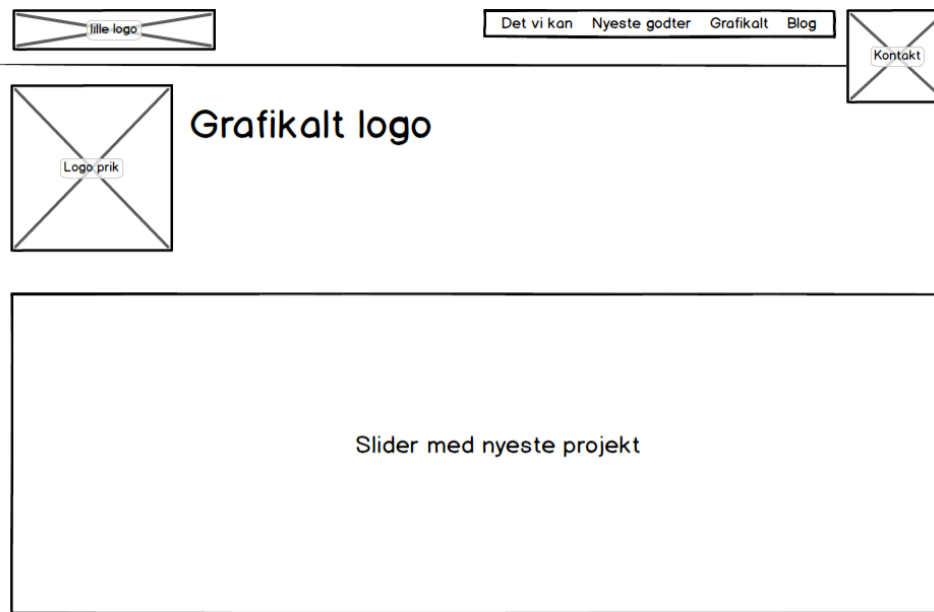 lille logo
Det vi kan Nyeste godter Grafikalt Blog
Kontakt
Logo prik
Grafikalt logo
Slider med nyeste projekt